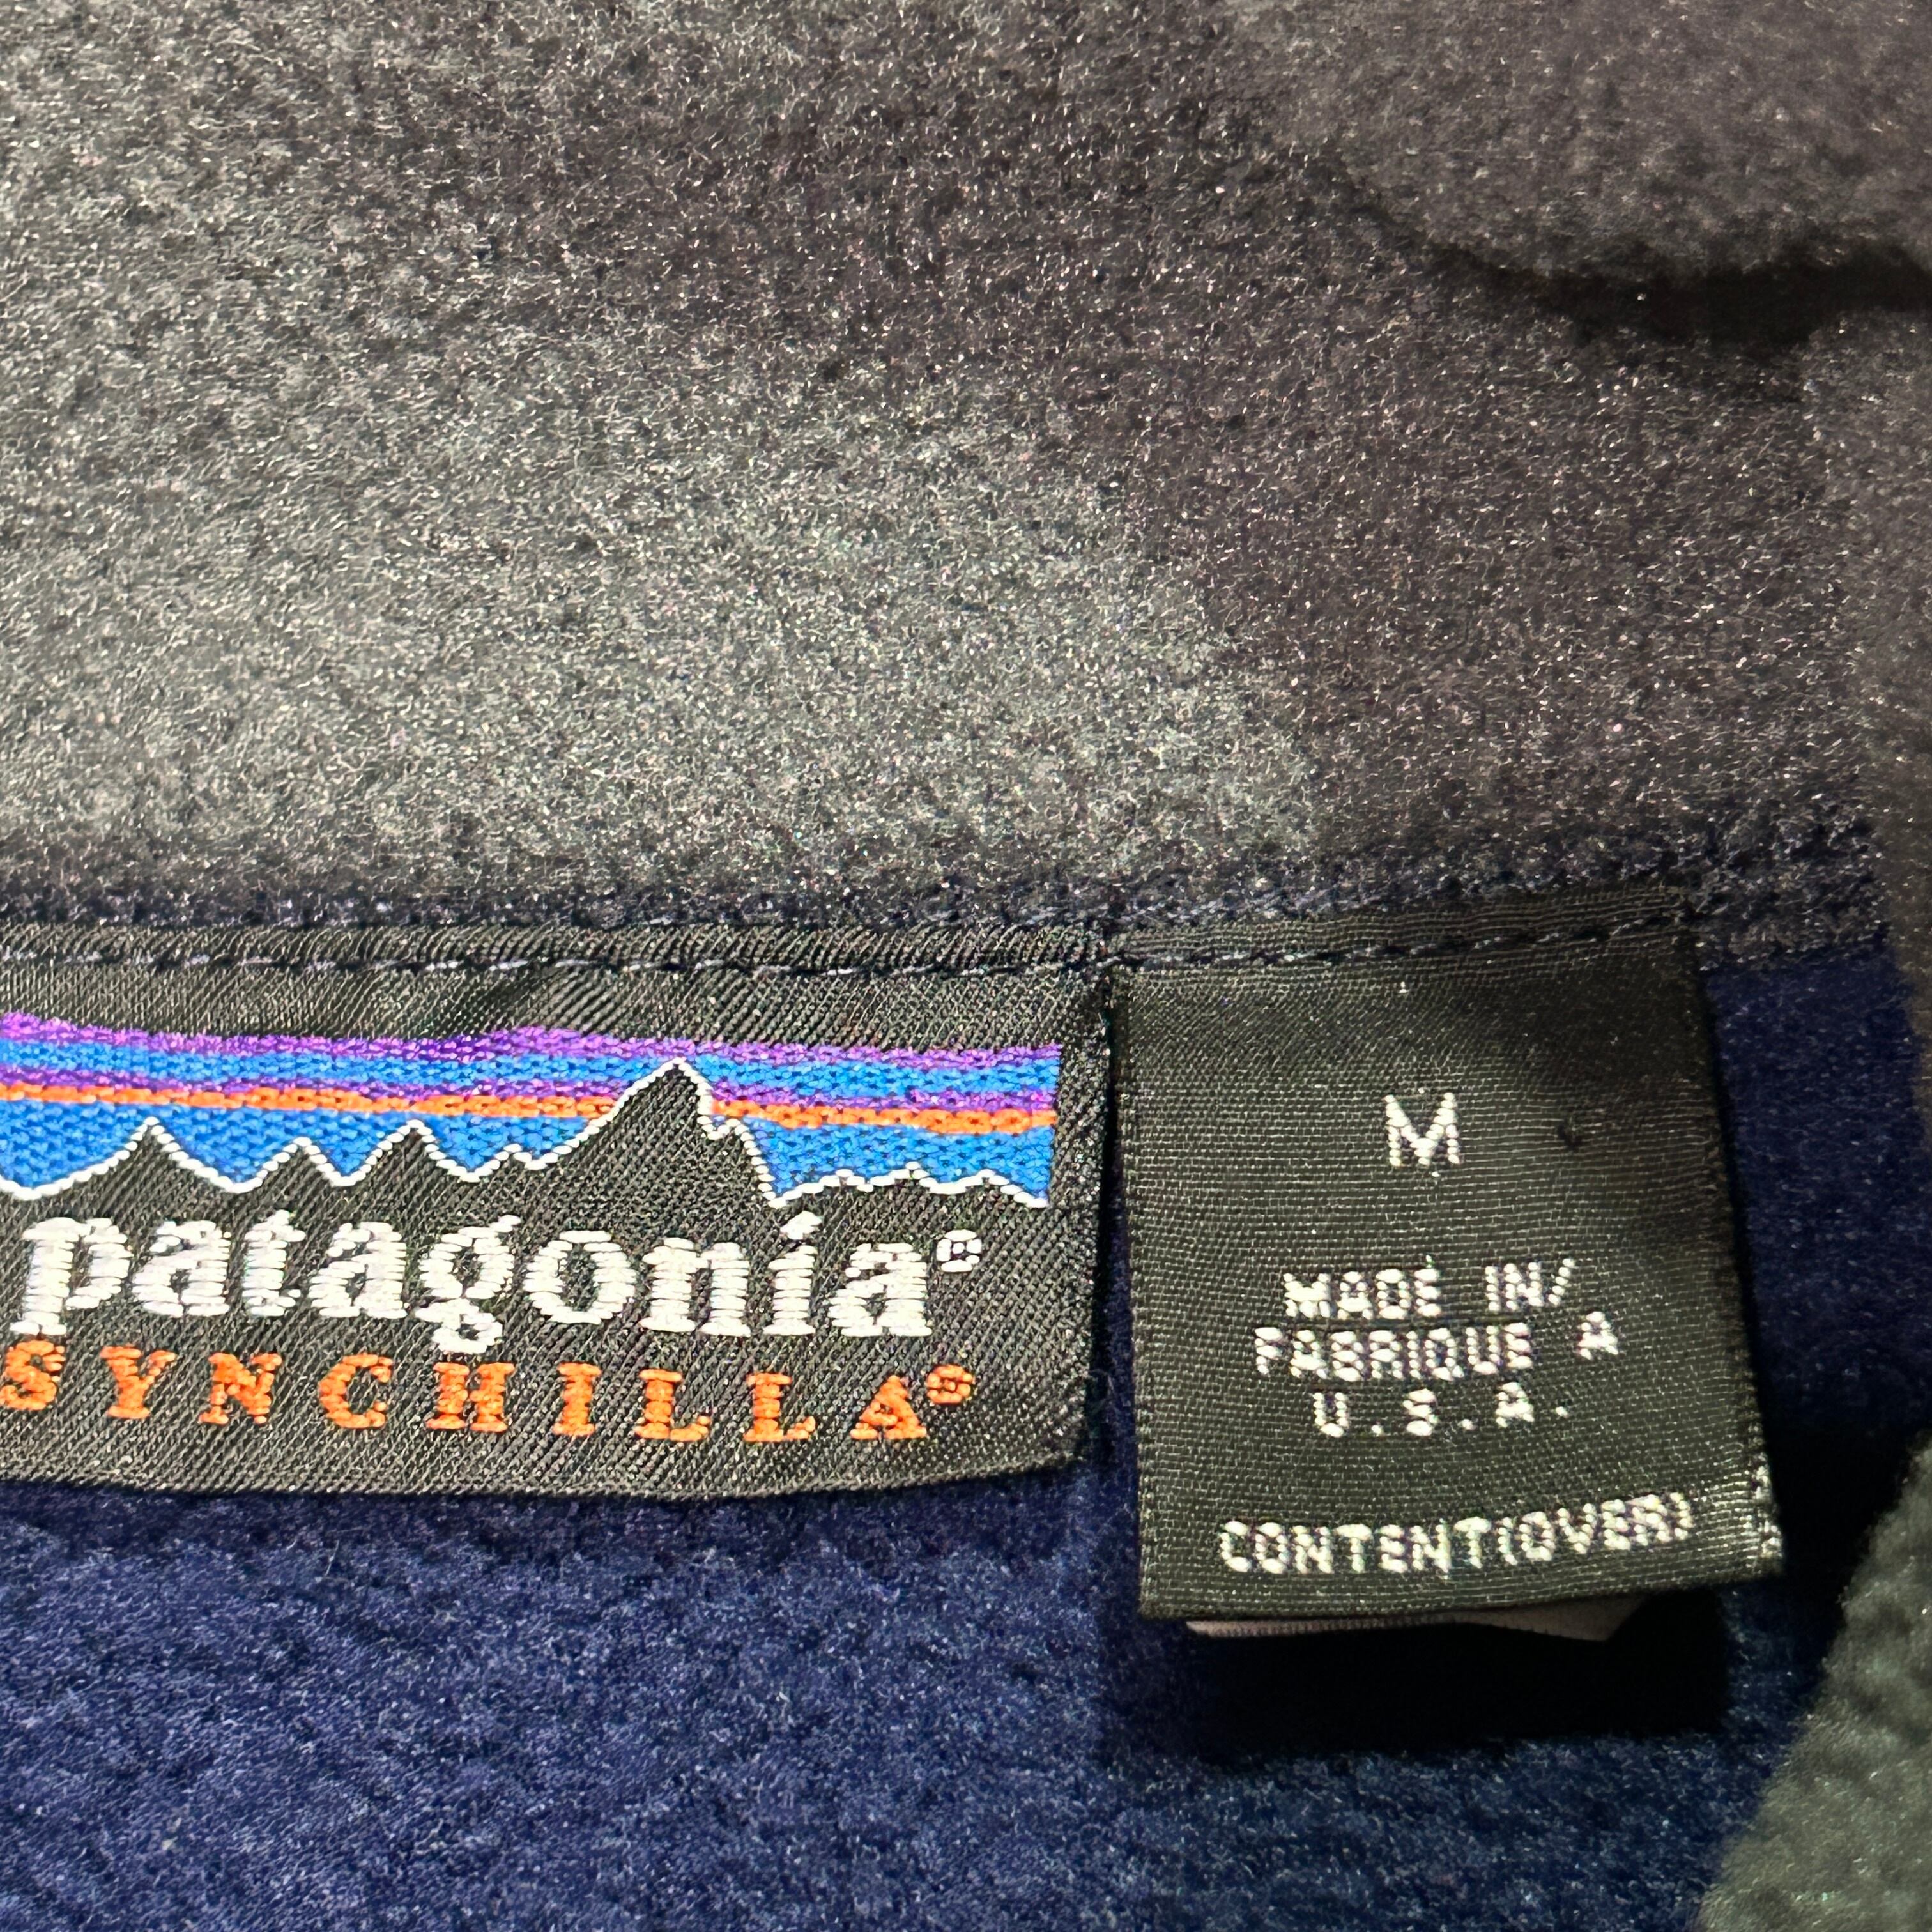 patagonia®
SYNCHILLA®
M
MADE IN/
FABRIQUE A
U.S.A.
CONTENT(OVER)